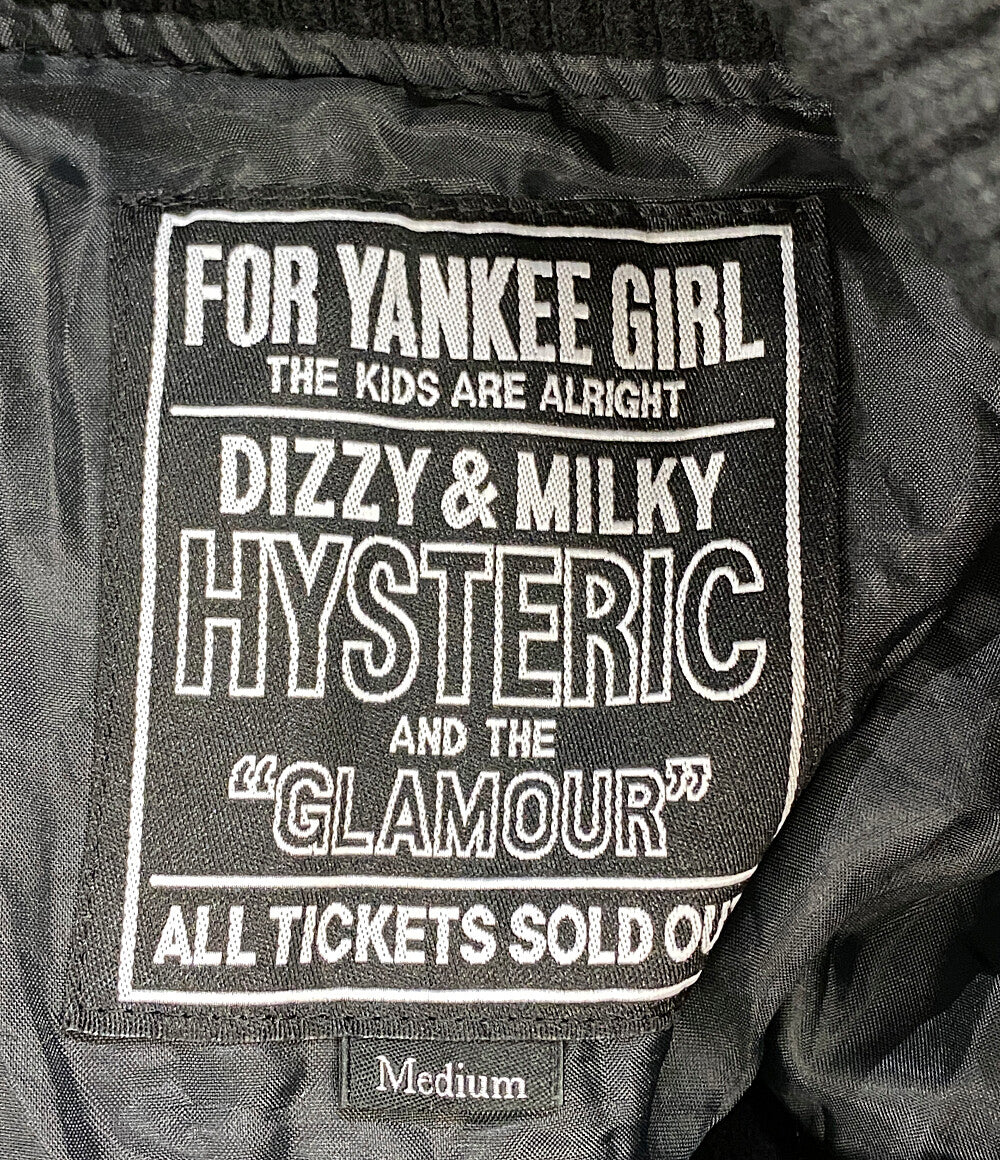 FOR YANKEE GIRL
THE KIDS ARE ALRIGHT
DIZZY & MILKY
HYSTERIC
AND THE
“GLAMOUR”
ALL TICKETS SOLD OU
Medium